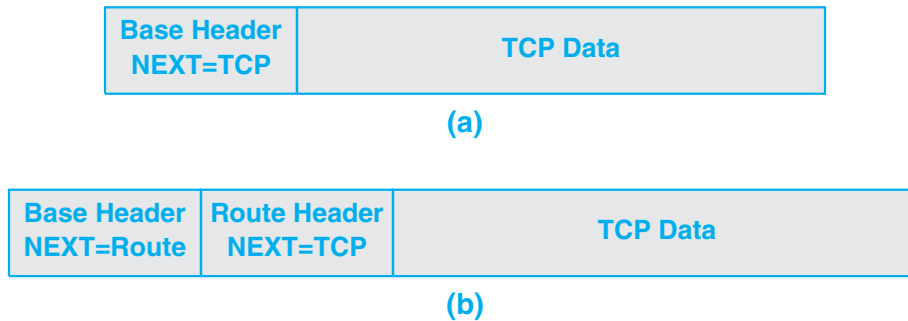 Base Header
NEXT=TCP
TCP Data
(a)
Base Header
NEXT=Route
Route Header
NEXT=TCP
TCP Data
(b)